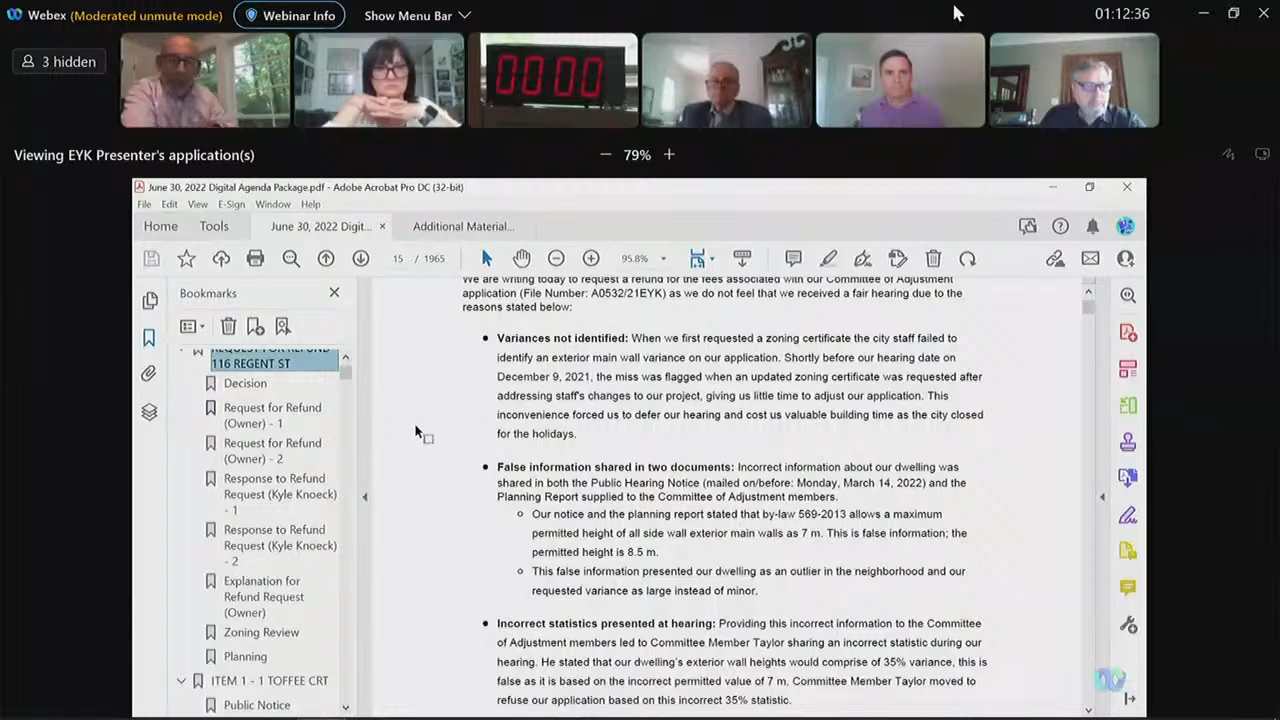 Webex (Moderated unmute mode) Webinar Info Show Menu Bar 01:12:36
3 hidden
00 00
Viewing EYK Presenter's application(s) 79%
June 30, 2022 Digital Agenda Package.pdf - Adobe Acrobat Pro DC (32-bit)
File Edit View E-Sign Window Help
Home Tools June 30, 2022 Digit... × Additional Material...
15 / 1965 95.8%
Bookmarks
REQUEST FOR REFUND
116 REGENT ST
Decision
Request for Refund
(Owner) - 1
Request for Refund
(Owner) - 2
Response to Refund
Request (Kyle Knoeck)
- 1
Response to Refund
Request (Kyle Knoeck)
- 2
Explanation for
Refund Request
(Owner)
Zoning Review
Planning
ITEM 1 - 1 TOFFEE CRT
Public Notice
We are writing today to request a refund for the fees associated with our Committee of Adjustment
application (File Number: A0532/21EYK) as we do not feel that we received a fair hearing due to the
reasons stated below:
● Variances not identified: When we first requested a zoning certificate the city staff failed to
identify an exterior main wall variance on our application. Shortly before our hearing date on
December 9, 2021, the miss was flagged when an updated zoning certificate was requested after
addressing staff's changes to our project, giving us little time to adjust our application. This
inconvenience forced us to defer our hearing and cost us valuable building time as the city closed
for the holidays.
● False information shared in two documents: Incorrect information about our dwelling was
shared in both the Public Hearing Notice (mailed on/before: Monday, March 14, 2022) and the
Planning Report supplied to the Committee of Adjustment members.
○ Our notice and the planning report stated that by-law 569-2013 allows a maximum
permitted height of all side wall exterior main walls as 7 m. This is false information; the
permitted height is 8.5 m.
○ This false information presented our dwelling as an outlier in the neighborhood and our
requested variance as large instead of minor.
● Incorrect statistics presented at hearing: Providing this incorrect information to the Committee
of Adjustment members led to Committee Member Taylor sharing an incorrect statistic during our
hearing. He stated that our dwelling's exterior wall heights would comprise of 35% variance, this is
false as it is based on the incorrect permitted value of 7 m. Committee Member Taylor moved to
refuse our application based on this incorrect 35% statistic.